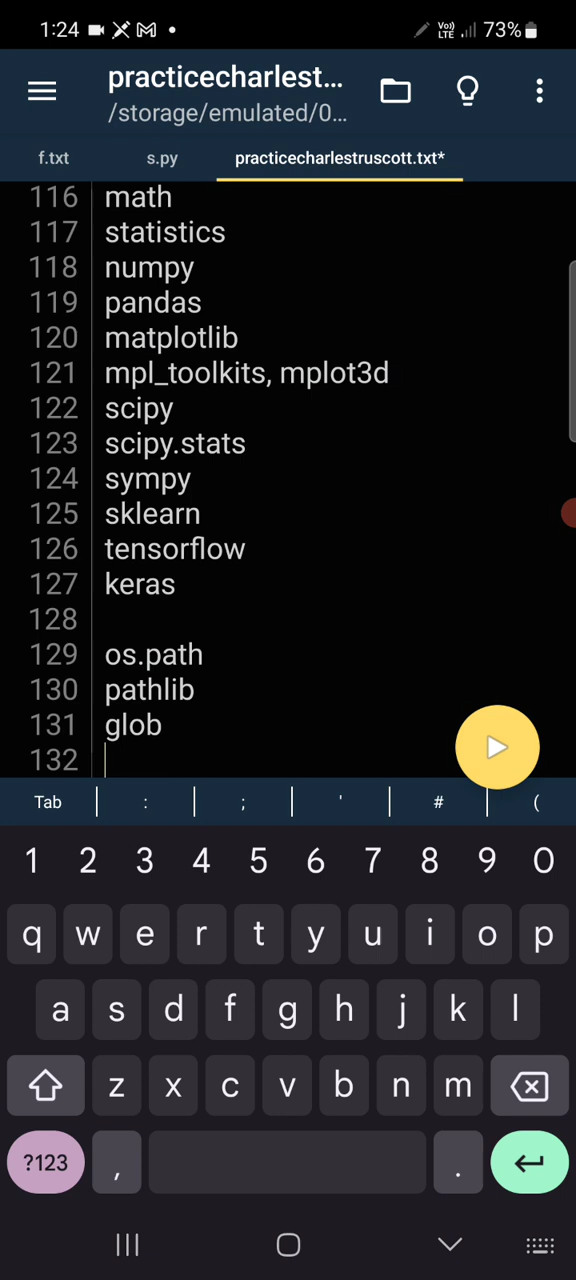 1:24 Vo)) LTE 73%
practicecharlest...
/storage/emulated/0...
f.txt s.py practicecharlestruscott.txt*
116 math
117 statistics
118 numpy
119 pandas
120 matplotlib
121 mpl_toolkits, mplot3d
122 scipy
123 scipy.stats
124 sympy
125 sklearn
126 tensorflow
127 keras
128
129 os.path
130 pathlib
131 glob
132
Tab : ; ' # (
1 2 3 4 5 6 7 8 9 0
q w e r t y u i o p
a s d f g h j k l
z x c v b n m
?123 , .